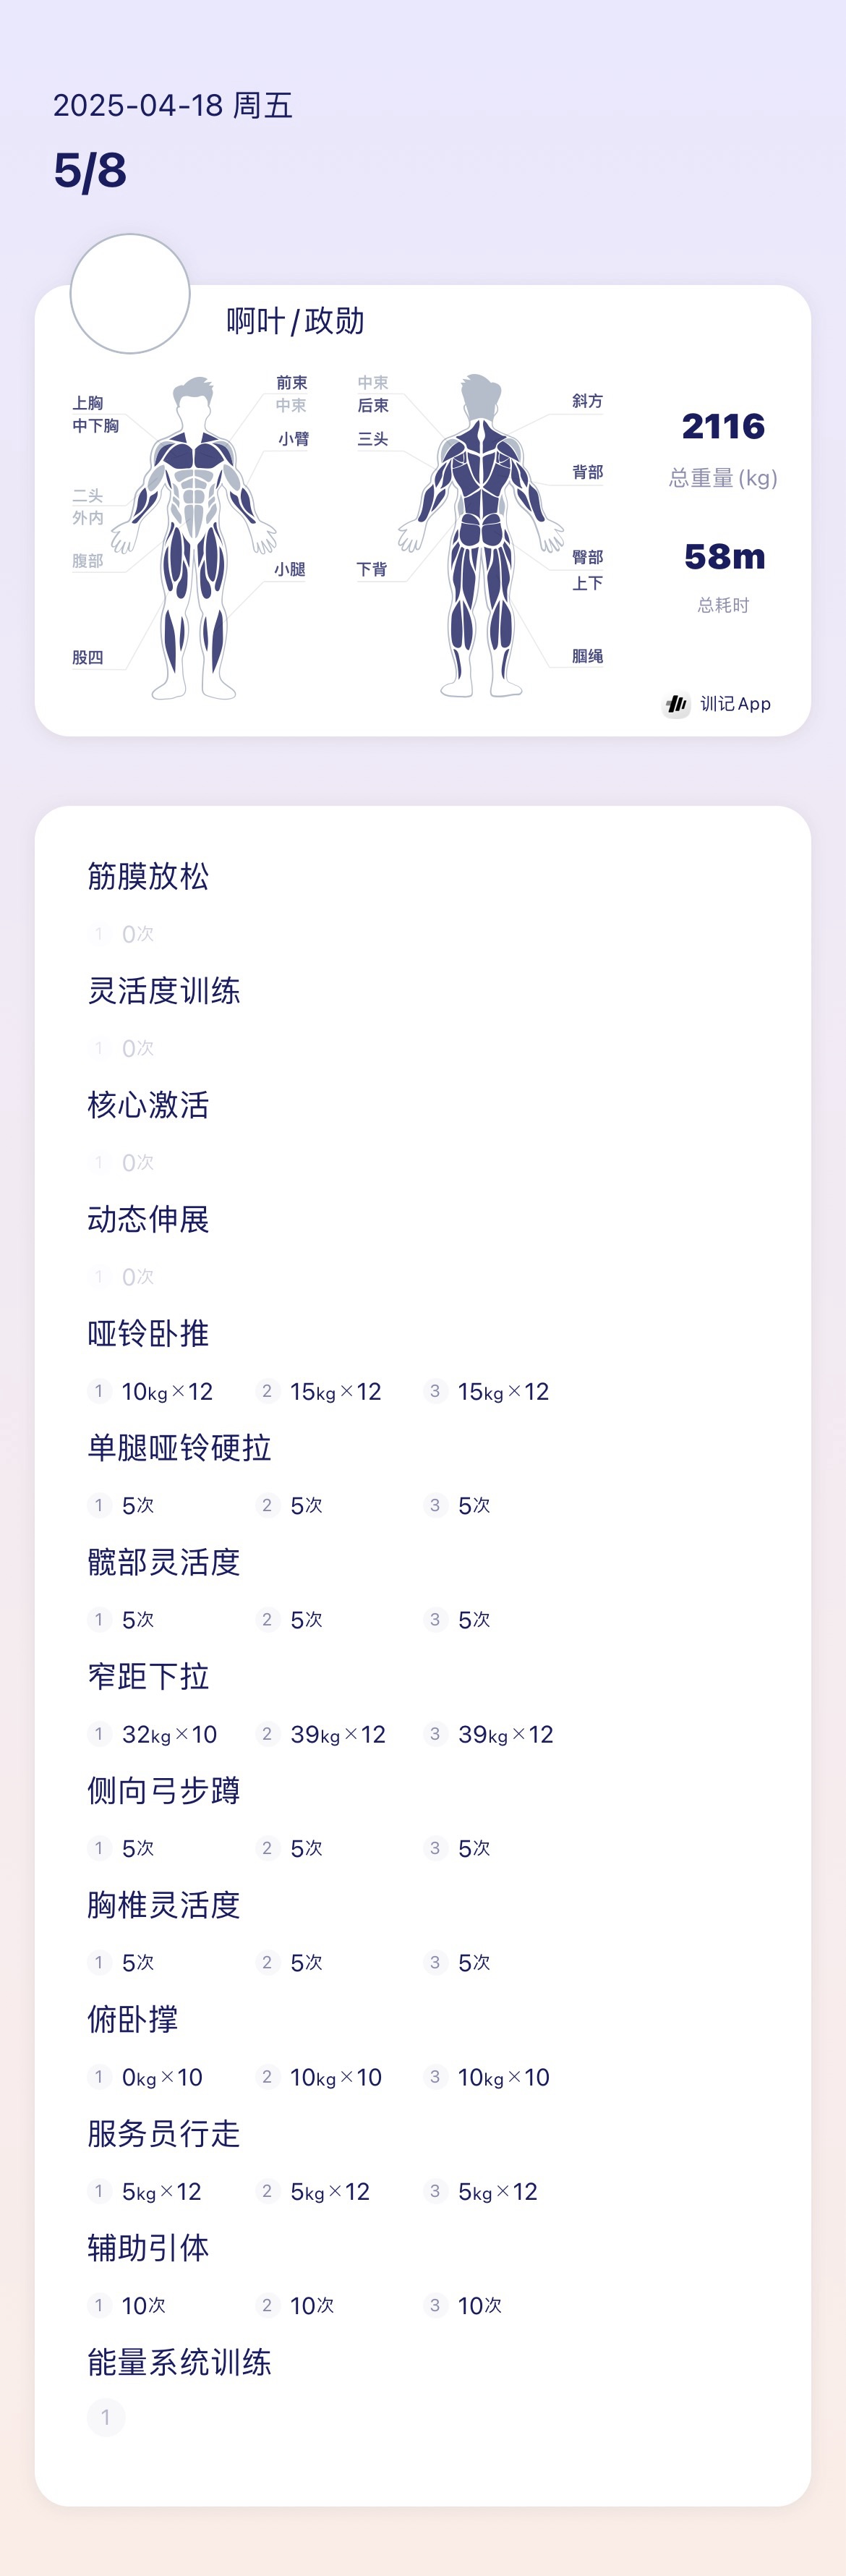 2025-04-18 周五
5/8
啊叶/政勋
上胸
中下胸
二头
外内
腹部
股四
前束
中束
小臂
小腿
中束
后束
三头
下背
斜方
背部
臀部
上下
腘绳
2116
总重量(kg)
58m
总耗时
训记App
筋膜放松
1 0次
灵活度训练
1 0次
核心激活
1 0次
动态伸展
1 0次
哑铃卧推
1 10kg×12 2 15kg×12 3 15kg×12
单腿哑铃硬拉
1 5次 2 5次 3 5次
髋部灵活度
1 5次 2 5次 3 5次
窄距下拉
1 32kg×10 2 39kg×12 3 39kg×12
侧向弓步蹲
1 5次 2 5次 3 5次
胸椎灵活度
1 5次 2 5次 3 5次
俯卧撑
1 0kg×10 2 10kg×10 3 10kg×10
服务员行走
1 5kg×12 2 5kg×12 3 5kg×12
辅助引体
1 10次 2 10次 3 10次
能量系统训练
1